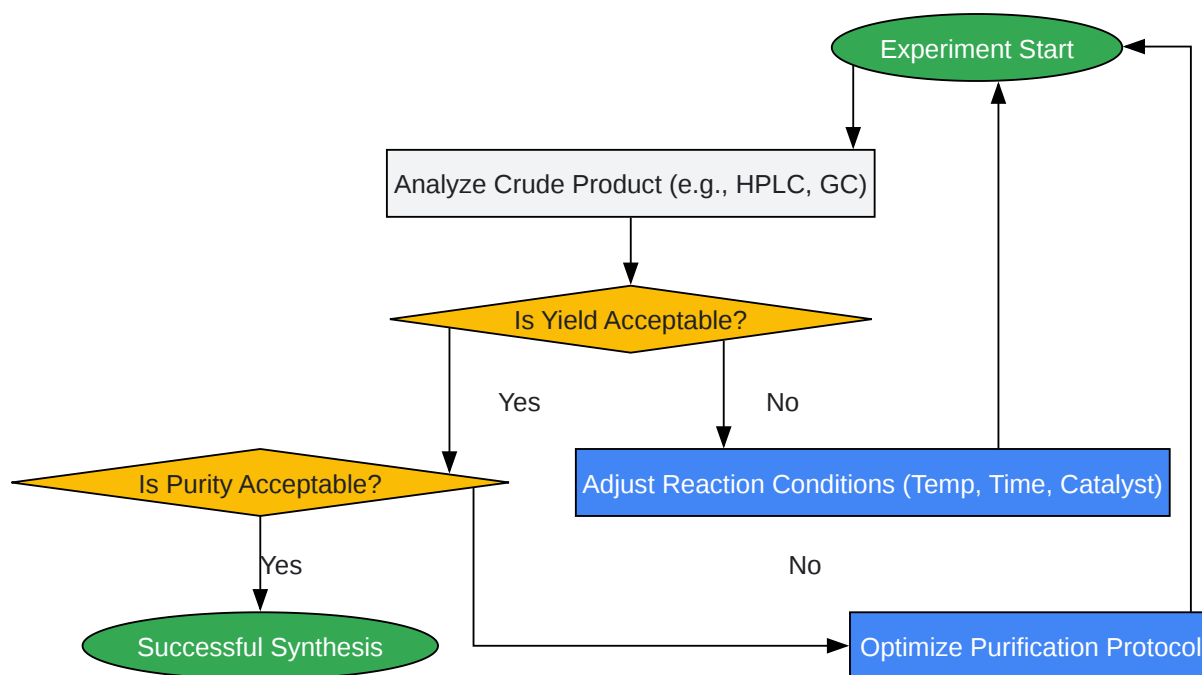 Experiment Start
Analyze Crude Product (e.g., HPLC, GC)
Is Yield Acceptable?
Yes
No
Is Purity Acceptable?
Adjust Reaction Conditions (Temp, Time, Catalyst)
Yes
No
Successful Synthesis
Optimize Purification Protocol